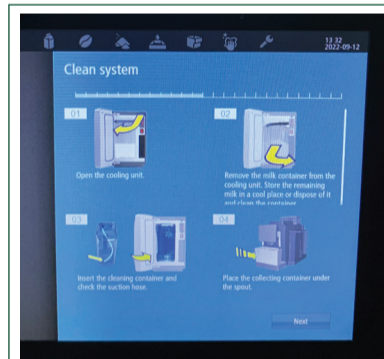 13 32
2022-09-12
Clean system
01
Open the cooling unit.
02
Remove the milk container from the
cooling unit. Store the remaining
milk in a cool place or dispose of it
and clean the container
03
Insert the cleaning container and
check the suction hose.
04
Place the collecting container under
the spout.
Next